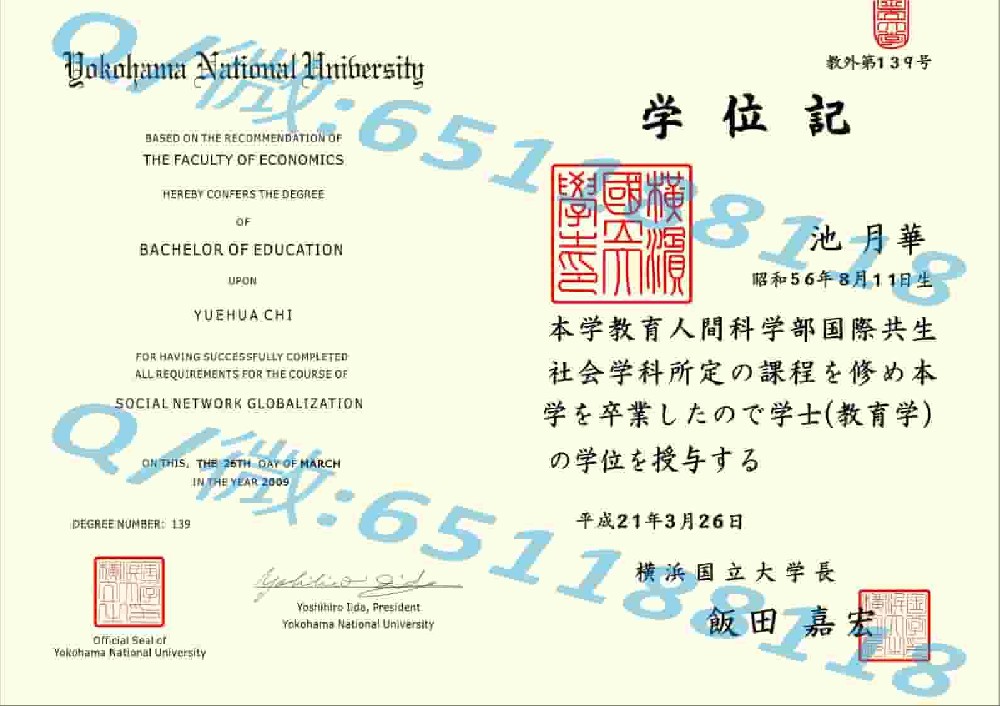 Yokohama National University
BASED ON THE RECOMMENDATION OF
THE FACULTY OF ECONOMICS
HEREBY CONFERS THE DEGREE
OF
BACHELOR OF EDUCATION
UPON
YUEHUA CHI
FOR HAVING SUCCESSFULLY COMPLETED
ALL REQUIREMENTS FOR THE COURSE OF
SOCIAL NETWORK GLOBALIZATION
ON THIS, THE 26TH DAY OF MARCH
IN THE YEAR 2009
DEGREE NUMBER: 139
Official Seal of
Yokohama National University
Yoshihiro Iida, President
Yokohama National University
教外第139号
学位記
橫濱
國立
學之印
池月華
昭和56年8月11日生
本学教育人間科学部国際共生
社会学科所定の課程を修め本
学を卒業したので学士(教育学)
の学位を授与する
平成21年3月26日
横浜国立大学長
飯田 嘉宏
Q/微:651188118
Q/微:651188118